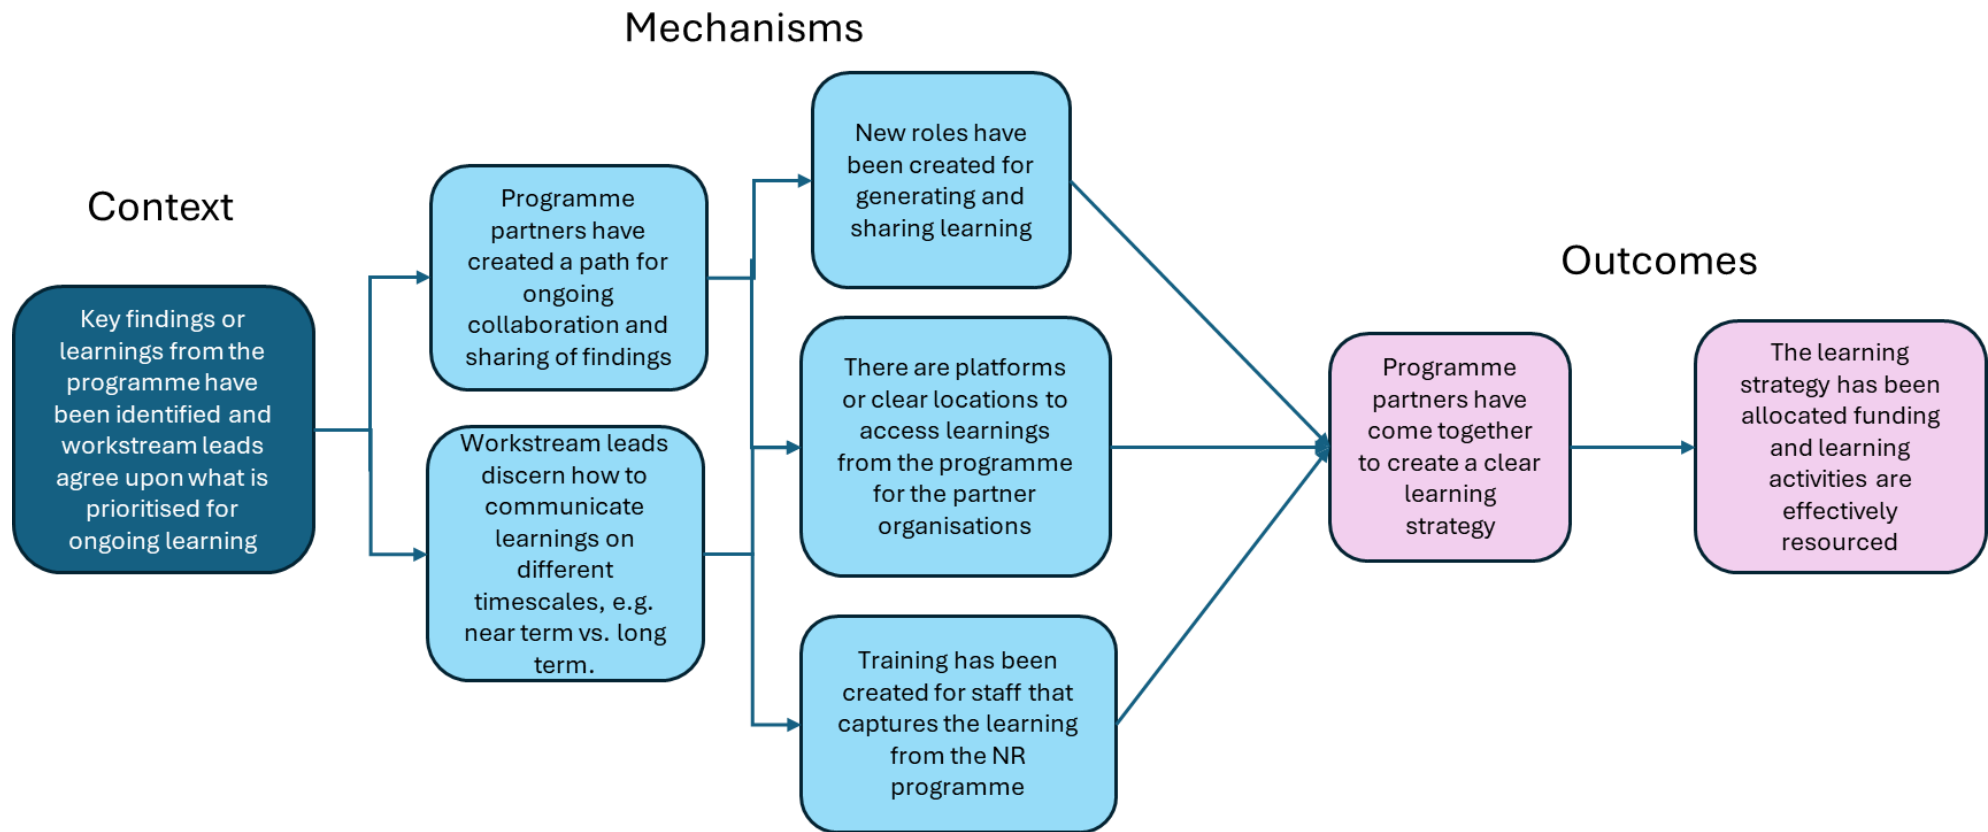 Mechanisms
Context
Outcomes
Key findings or
learnings from the
programme have
been identified and
workstream leads
agree upon what is
prioritised for
ongoing learning
Programme
partners have
created a path for
ongoing
collaboration and
sharing of findings
Workstream leads
discern how to
communicate
learnings on
different
timescales, e.g.
near term vs. long
term.
New roles have
been created for
generating and
sharing learning
There are platforms
or clear locations to
access learnings
from the programme
for the partner
organisations
Training has been
created for staff that
captures the learning
from the NR
programme
Programme
partners have
come together
to create a clear
learning
strategy
The learning
strategy has been
allocated funding
and learning
activities are
effectively
resourced